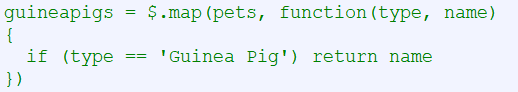 guineapigs = $.map(pets, function(type, name)
{
  if (type == 'Guinea Pig') return name
})